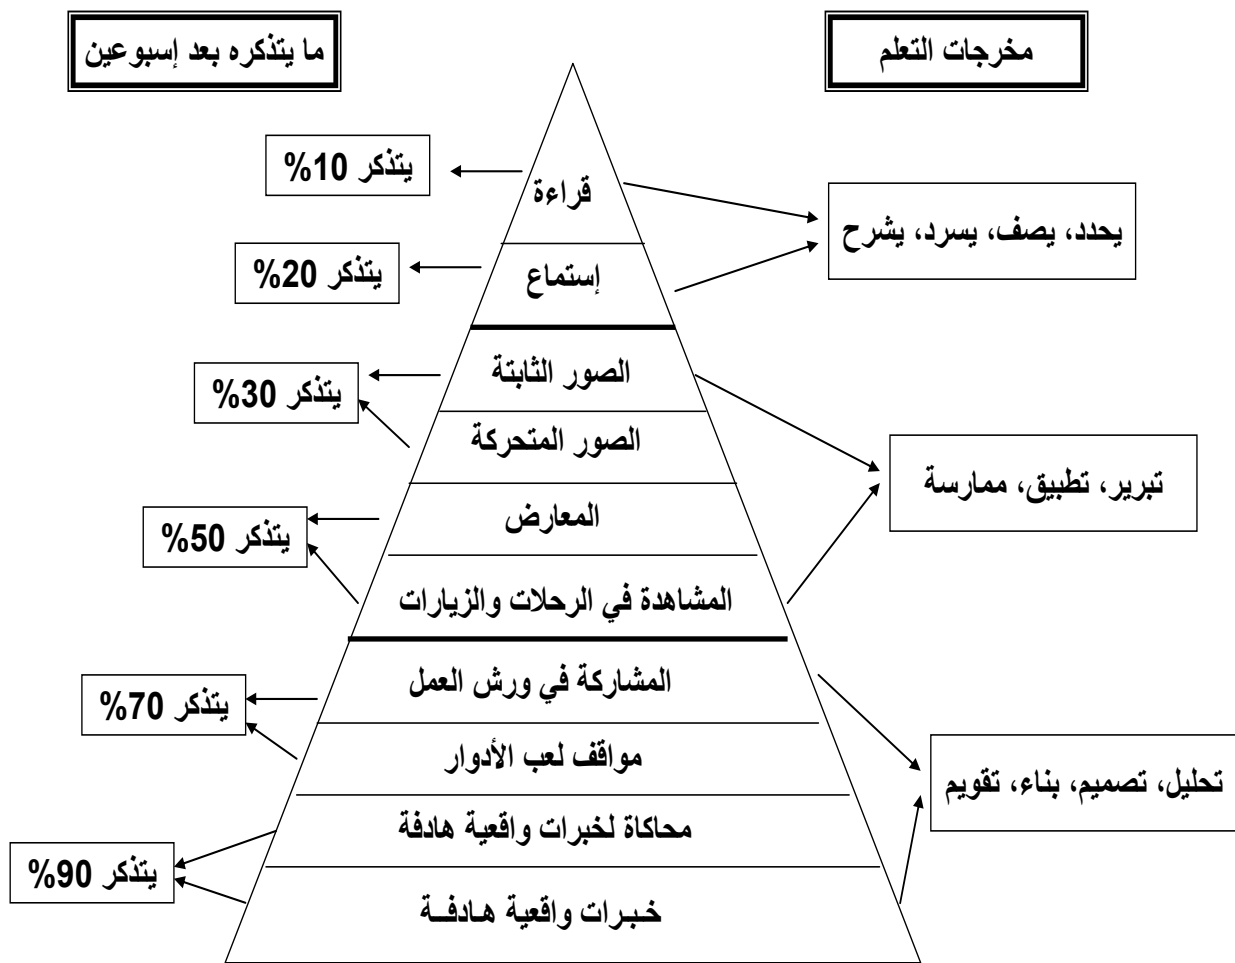 مخرجات التعلم
ما يتذكره بعد إسبوعين
قراءة
يتذكر 10%
يحدد، يصف، يسرد، يشرح
إستماع
يتذكر 20%
الصور الثابتة
يتذكر 30%
الصور المتحركة
تبرير، تطبيق، ممارسة
المعارض
يتذكر 50%
المشاهدة في الرحلات والزيارات
المشاركة في ورش العمل
يتذكر 70%
مواقف لعب الأدوار
تحليل، تصميم، بناء، تقويم
محاكاة لخبرات واقعية هادفة
يتذكر 90%
خبرات واقعية هادفة